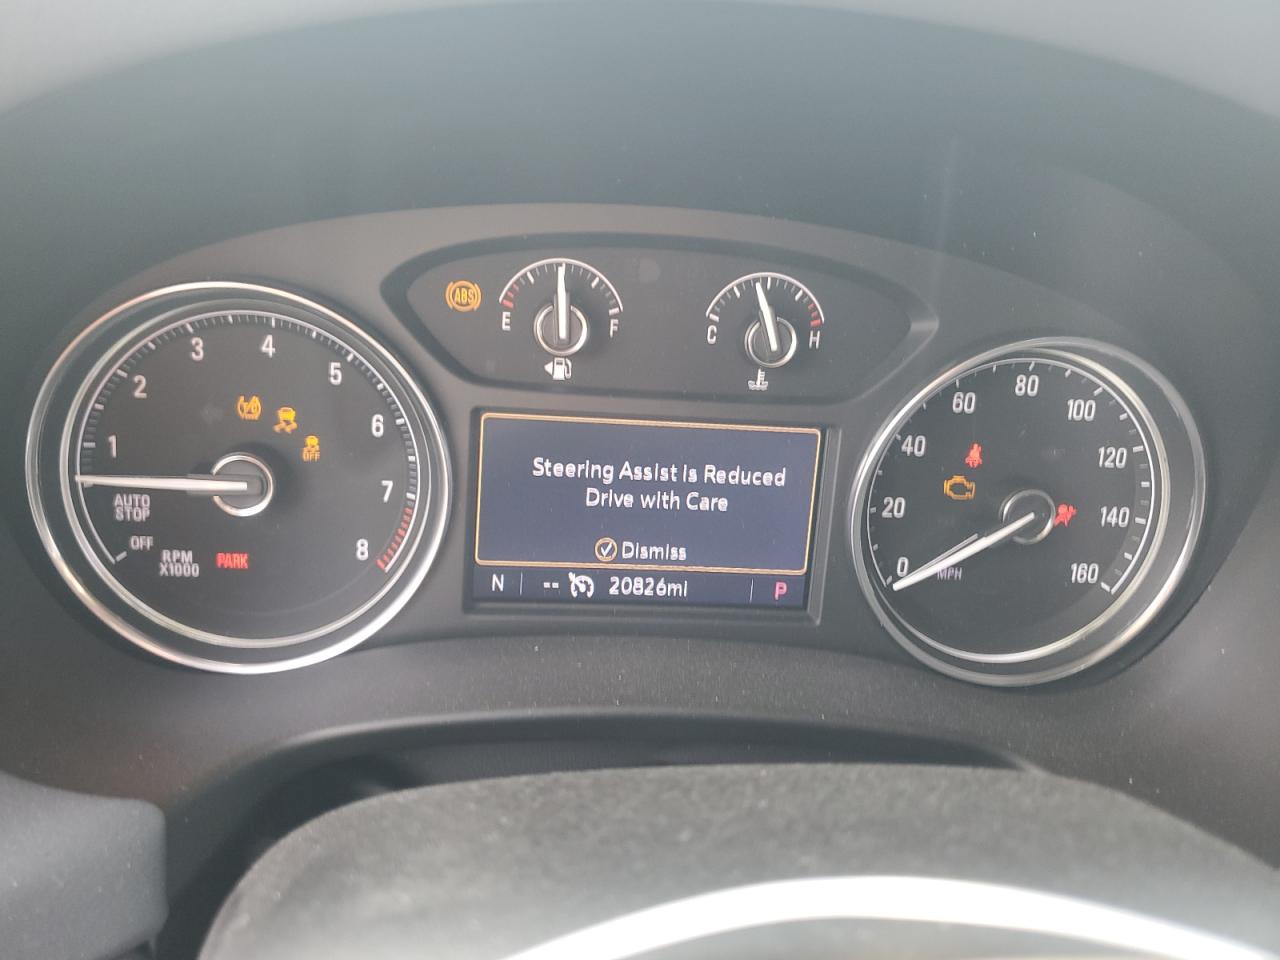 ABS
E
F
C
H
1
2
3
4
5
6
7
8
OFF
AUTO
STOP
OFF
RPM
X1000
PARK
Steering Assist is Reduced
Drive with Care
Dismiss
N
--
20826mi
P
0
20
40
60
80
100
120
140
160
MPH